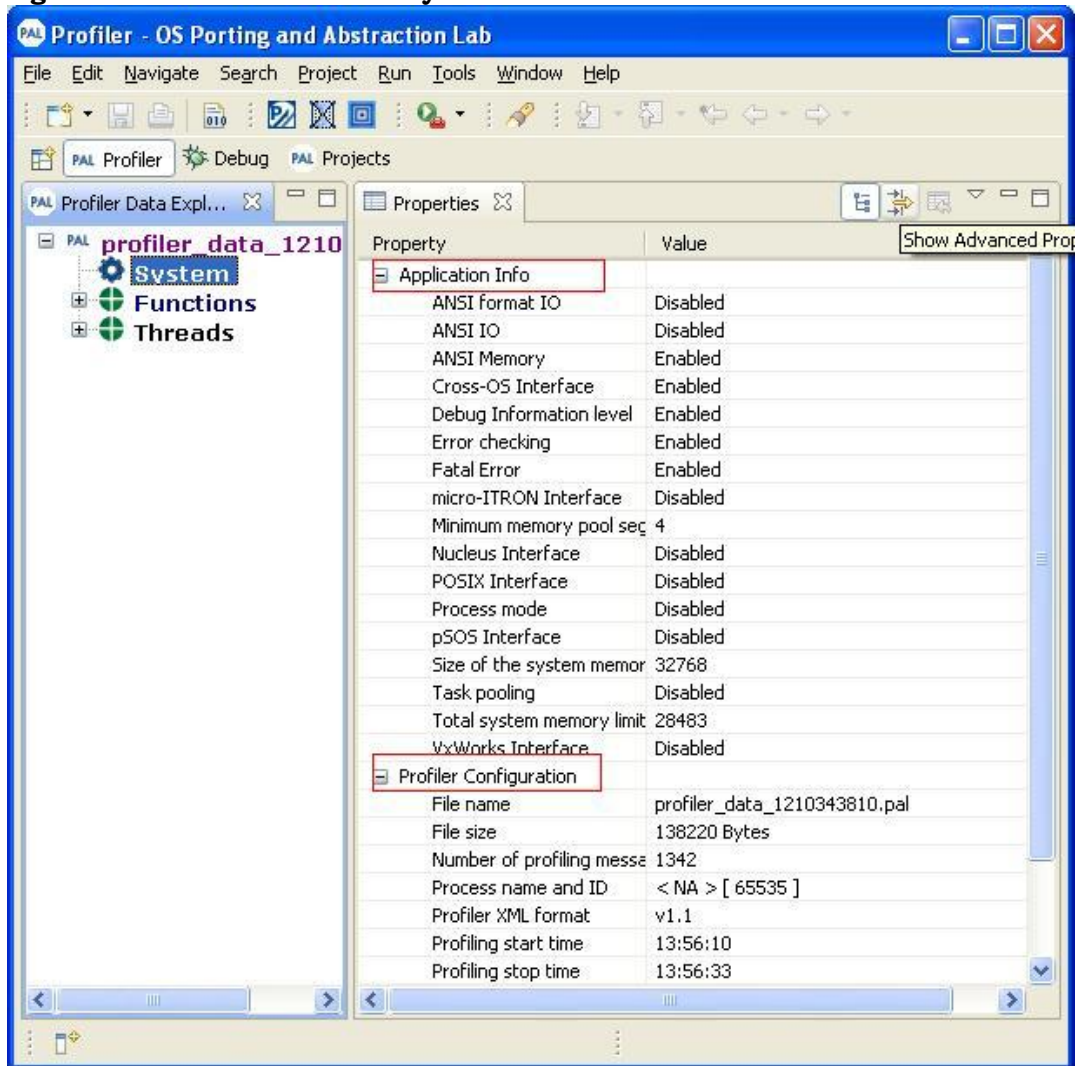 Profiler - OS Porting and Abstraction Lab
File Edit Navigate Search Project Run Tools Window Help
PAL Profiler Debug PAL Projects
PAL Profiler Data Expl...
Properties
PAL profiler_data_1210
System
Functions
Threads
Property Value
Show Advanced Prop
Application Info
ANSI format IO Disabled
ANSI IO Disabled
ANSI Memory Enabled
Cross-OS Interface Enabled
Debug Information level Enabled
Error checking Enabled
Fatal Error Enabled
micro-ITRON Interface Disabled
Minimum memory pool seg 4
Nucleus Interface Disabled
POSIX Interface Disabled
Process mode Disabled
pSOS Interface Disabled
Size of the system memor 32768
Task pooling Disabled
Total system memory limit 28483
VxWorks Interface Disabled
Profiler Configuration
File name profiler_data_1210343810.pal
File size 138220 Bytes
Number of profiling messa 1342
Process name and ID < NA > [ 65535 ]
Profiler XML format v1.1
Profiling start time 13:56:10
Profiling stop time 13:56:33